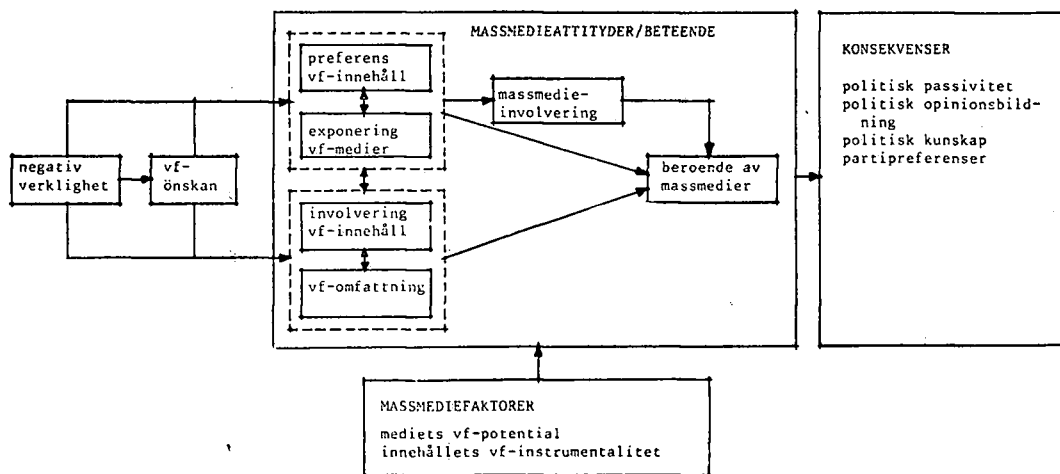 MASSMEDIEATTITYDER/BETEENDE
preferens
vf-innehåll
exponering
vf-medier
massmedie-
involvering
negativ
verklighet
vf-
önskan
involvering
vf-innehåll
vf-omfattning
beroende av
massmedier
KONSEKVENSER
politisk passivitet
politisk opinionsbild-
ning
politisk kunskap
partipreferenser
MASSMEDIEFAKTORER
mediets vf-potential
innehållets vf-instrumentalitet